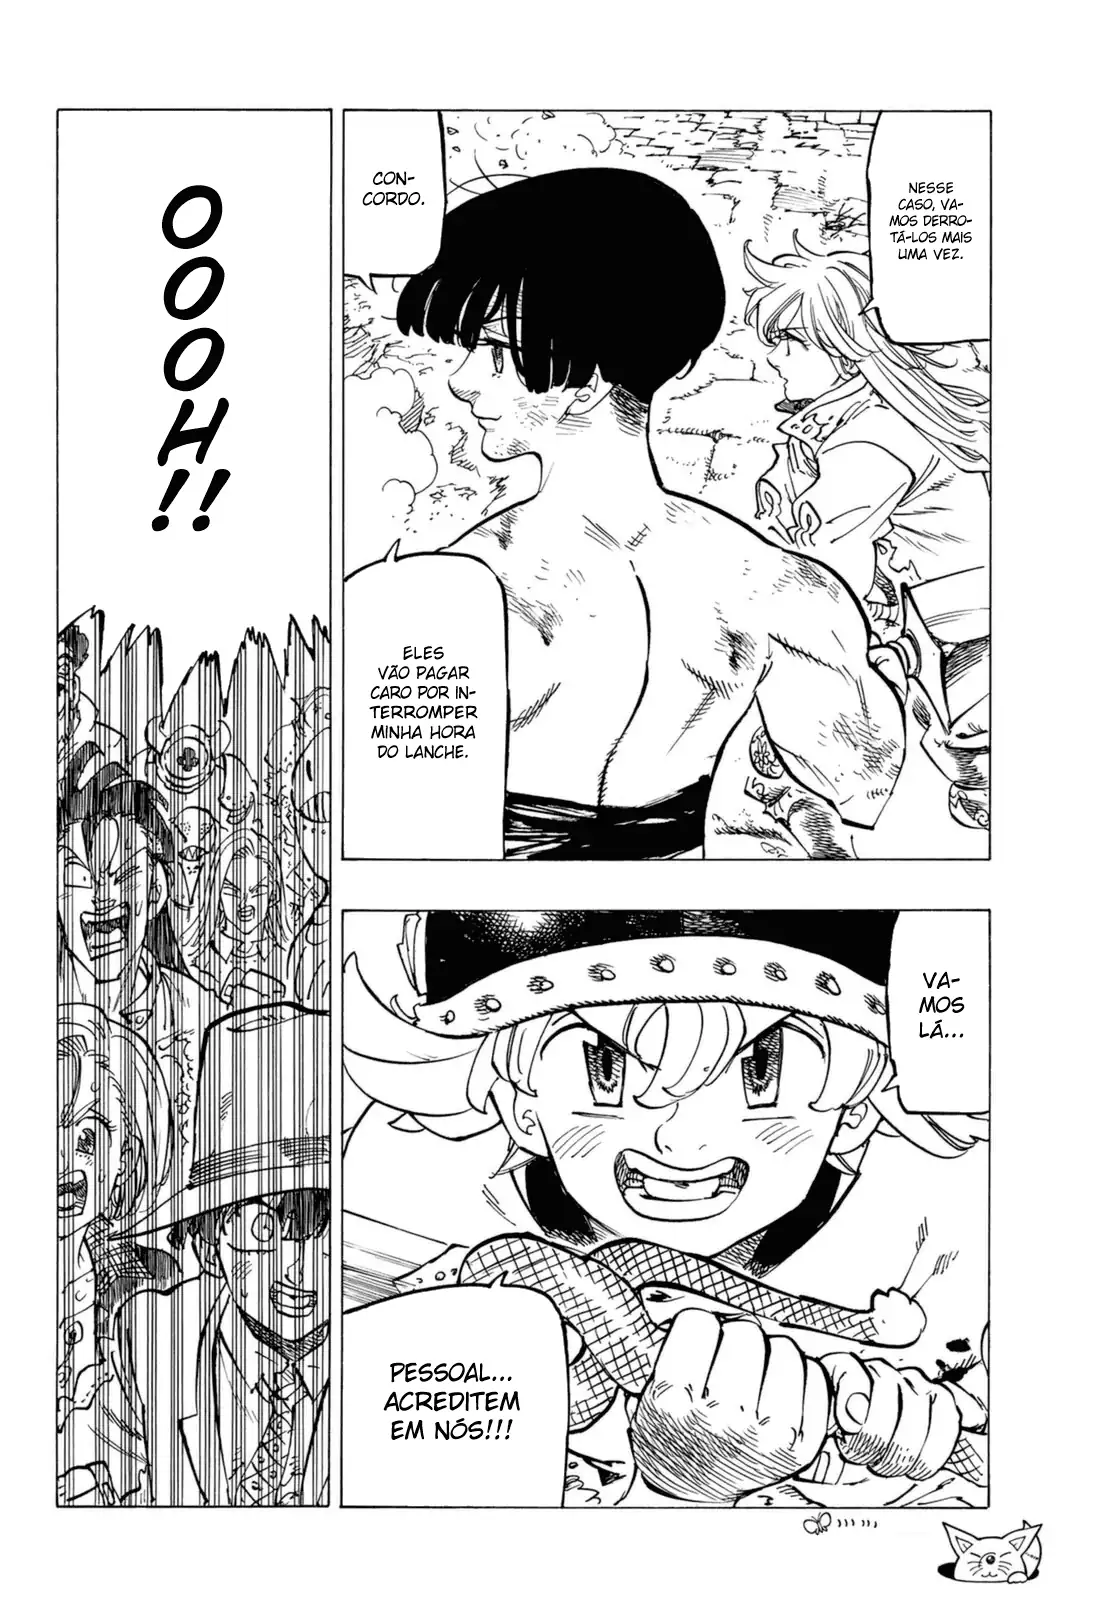 NESSE
CASO, VA-
MOS DERRO-
TÁ-LOS MAIS
UMA VEZ.
CON-
CORDO.
ELES
VÃO PAGAR
CARO POR IN-
TERROMPER
MINHA HORA
DO LANCHE.
VA-
MOS
LÁ...
PESSOAL...
ACREDITEM
EM NÓS!!!
OOOH!!